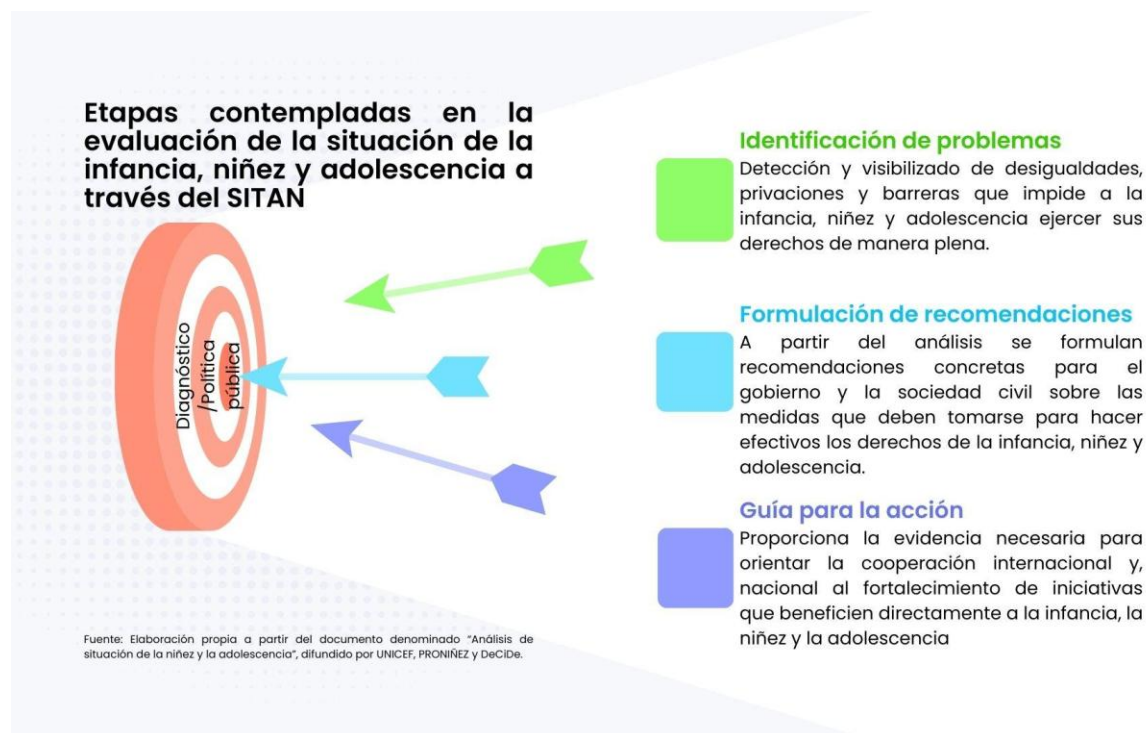 Etapas contempladas en la
evaluación de la situación de la
infancia, niñez y adolescencia a
través del SITAN
Diagnóstico
/Política
pública
Fuente: Elaboración propia a partir del documento denominado “Análisis de
situación de la niñez y la adolescencia”, difundido por UNICEF, PRONIÑEZ y DeCiDe.
Identificación de problemas
Detección y visibilizado de desigualdades,
privaciones y barreras que impide a la
infancia, niñez y adolescencia ejercer sus
derechos de manera plena.
Formulación de recomendaciones
A partir del análisis se formulan
recomendaciones concretas para el
gobierno y la sociedad civil sobre las
medidas que deben tomarse para hacer
efectivos los derechos de la infancia, niñez y
adolescencia.
Guía para la acción
Proporciona la evidencia necesaria para
orientar la cooperación internacional y,
nacional al fortalecimiento de iniciativas
que beneficien directamente a la infancia, la
niñez y la adolescencia